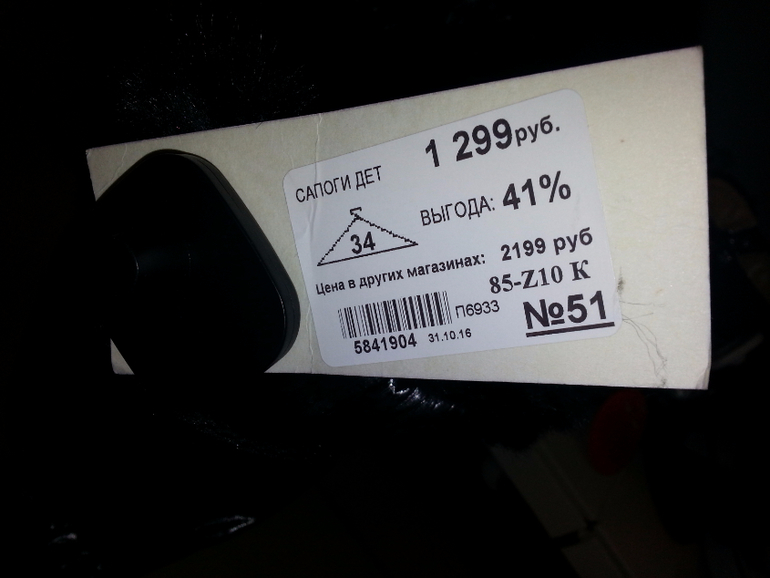 САПОГИ ДЕТ
1 299руб.
34
ВЫГОДА: 41%
Цена в других магазинах: 2199 руб
85-Z10 К
П6933
№51
5841904 31.10.16